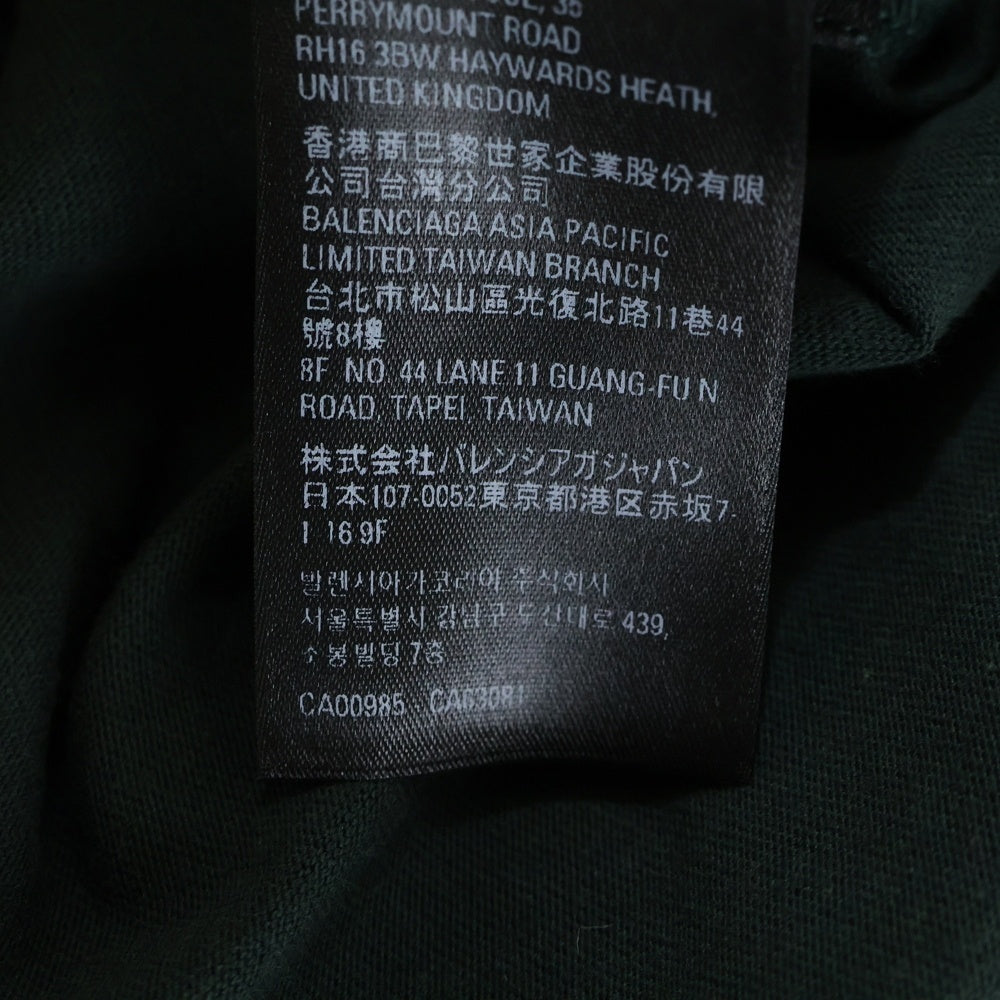 35
PERRYMOUNT ROAD
RH16 3BW HAYWARDS HEATH,
UNITED KINGDOM
香港商巴黎世家企業股份有限
公司台灣分公司
BALENCIAGA ASIA PACIFIC
LIMITED TAIWAN BRANCH
台北市松山區光復北路11巷44
號8樓
8F NO. 44 LANE 11 GUANG-FU N
ROAD, TAPEI, TAIWAN
株式会社バレンシアガジャパン
日本107-0052東京都港区赤坂7-
1 16 9F
발렌시아가코리아 주식회사
서울특별시 강남구 도산대로 439,
소봉빌딩 7층
CA00985 CA63081